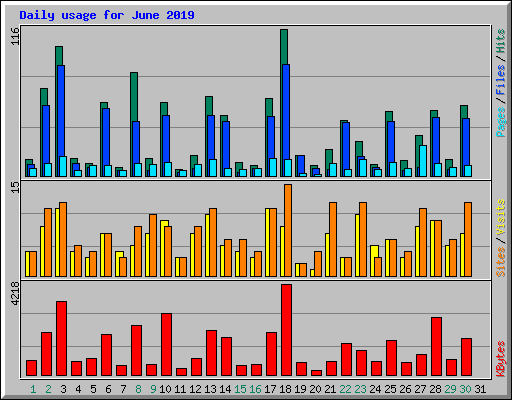 Daily usage for June 2019
116
Pages / Files / Hits
15
Sites / Visits
4218
KBytes
1 2 3 4 5 6 7 8 9 10 11 12 13 14 15 16 17 18 19 20 21 22 23 24 25 26 27 28 29 30 31